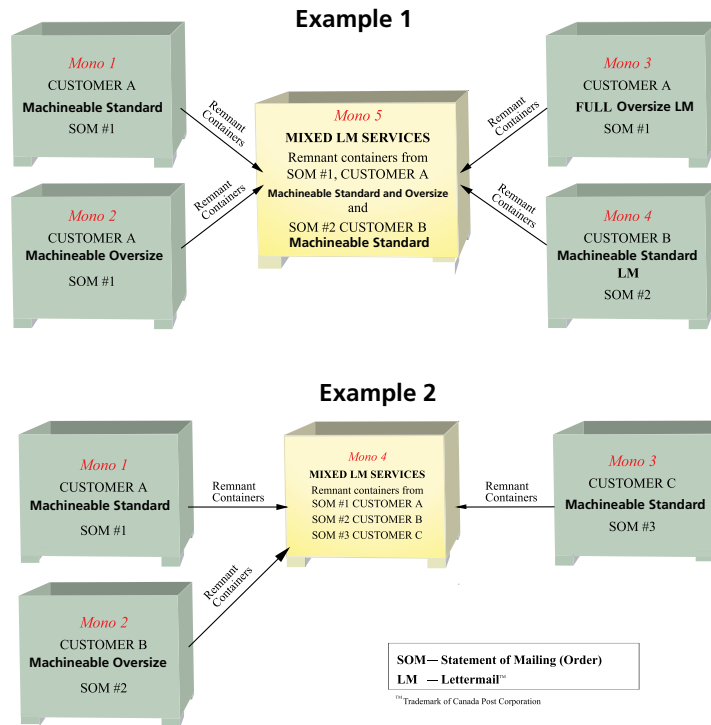 Example 1
Mono 1
CUSTOMER A
Machineable Standard
SOM #1
Remnant
Containers
Mono 2
CUSTOMER A
Machineable Oversize
SOM #1
Remnant
Containers
Mono 5
MIXED LM SERVICES
Remnant containers from
SOM #1, CUSTOMER A
Machineable Standard and Oversize
and
SOM #2 CUSTOMER B
Machineable Standard
Remnant
Containers
Mono 3
CUSTOMER A
FULL Oversize LM
SOM #1
Remnant
Containers
Mono 4
CUSTOMER B
Machineable Standard
LM
SOM #2
Example 2
Mono 1
CUSTOMER A
Machineable Standard
SOM #1
Remnant
Containers
Mono 2
CUSTOMER B
Machineable Oversize
SOM #2
Remnant
Containers
Mono 4
MIXED LM SERVICES
Remnant containers from
SOM #1 CUSTOMER A
SOM #2 CUSTOMER B
SOM #3 CUSTOMER C
Remnant
Containers
Mono 3
CUSTOMER C
Machineable Standard
SOM #3
SOM — Statement of Mailing (Order)
LM — Lettermail™
™ Trademark of Canada Post Corporation